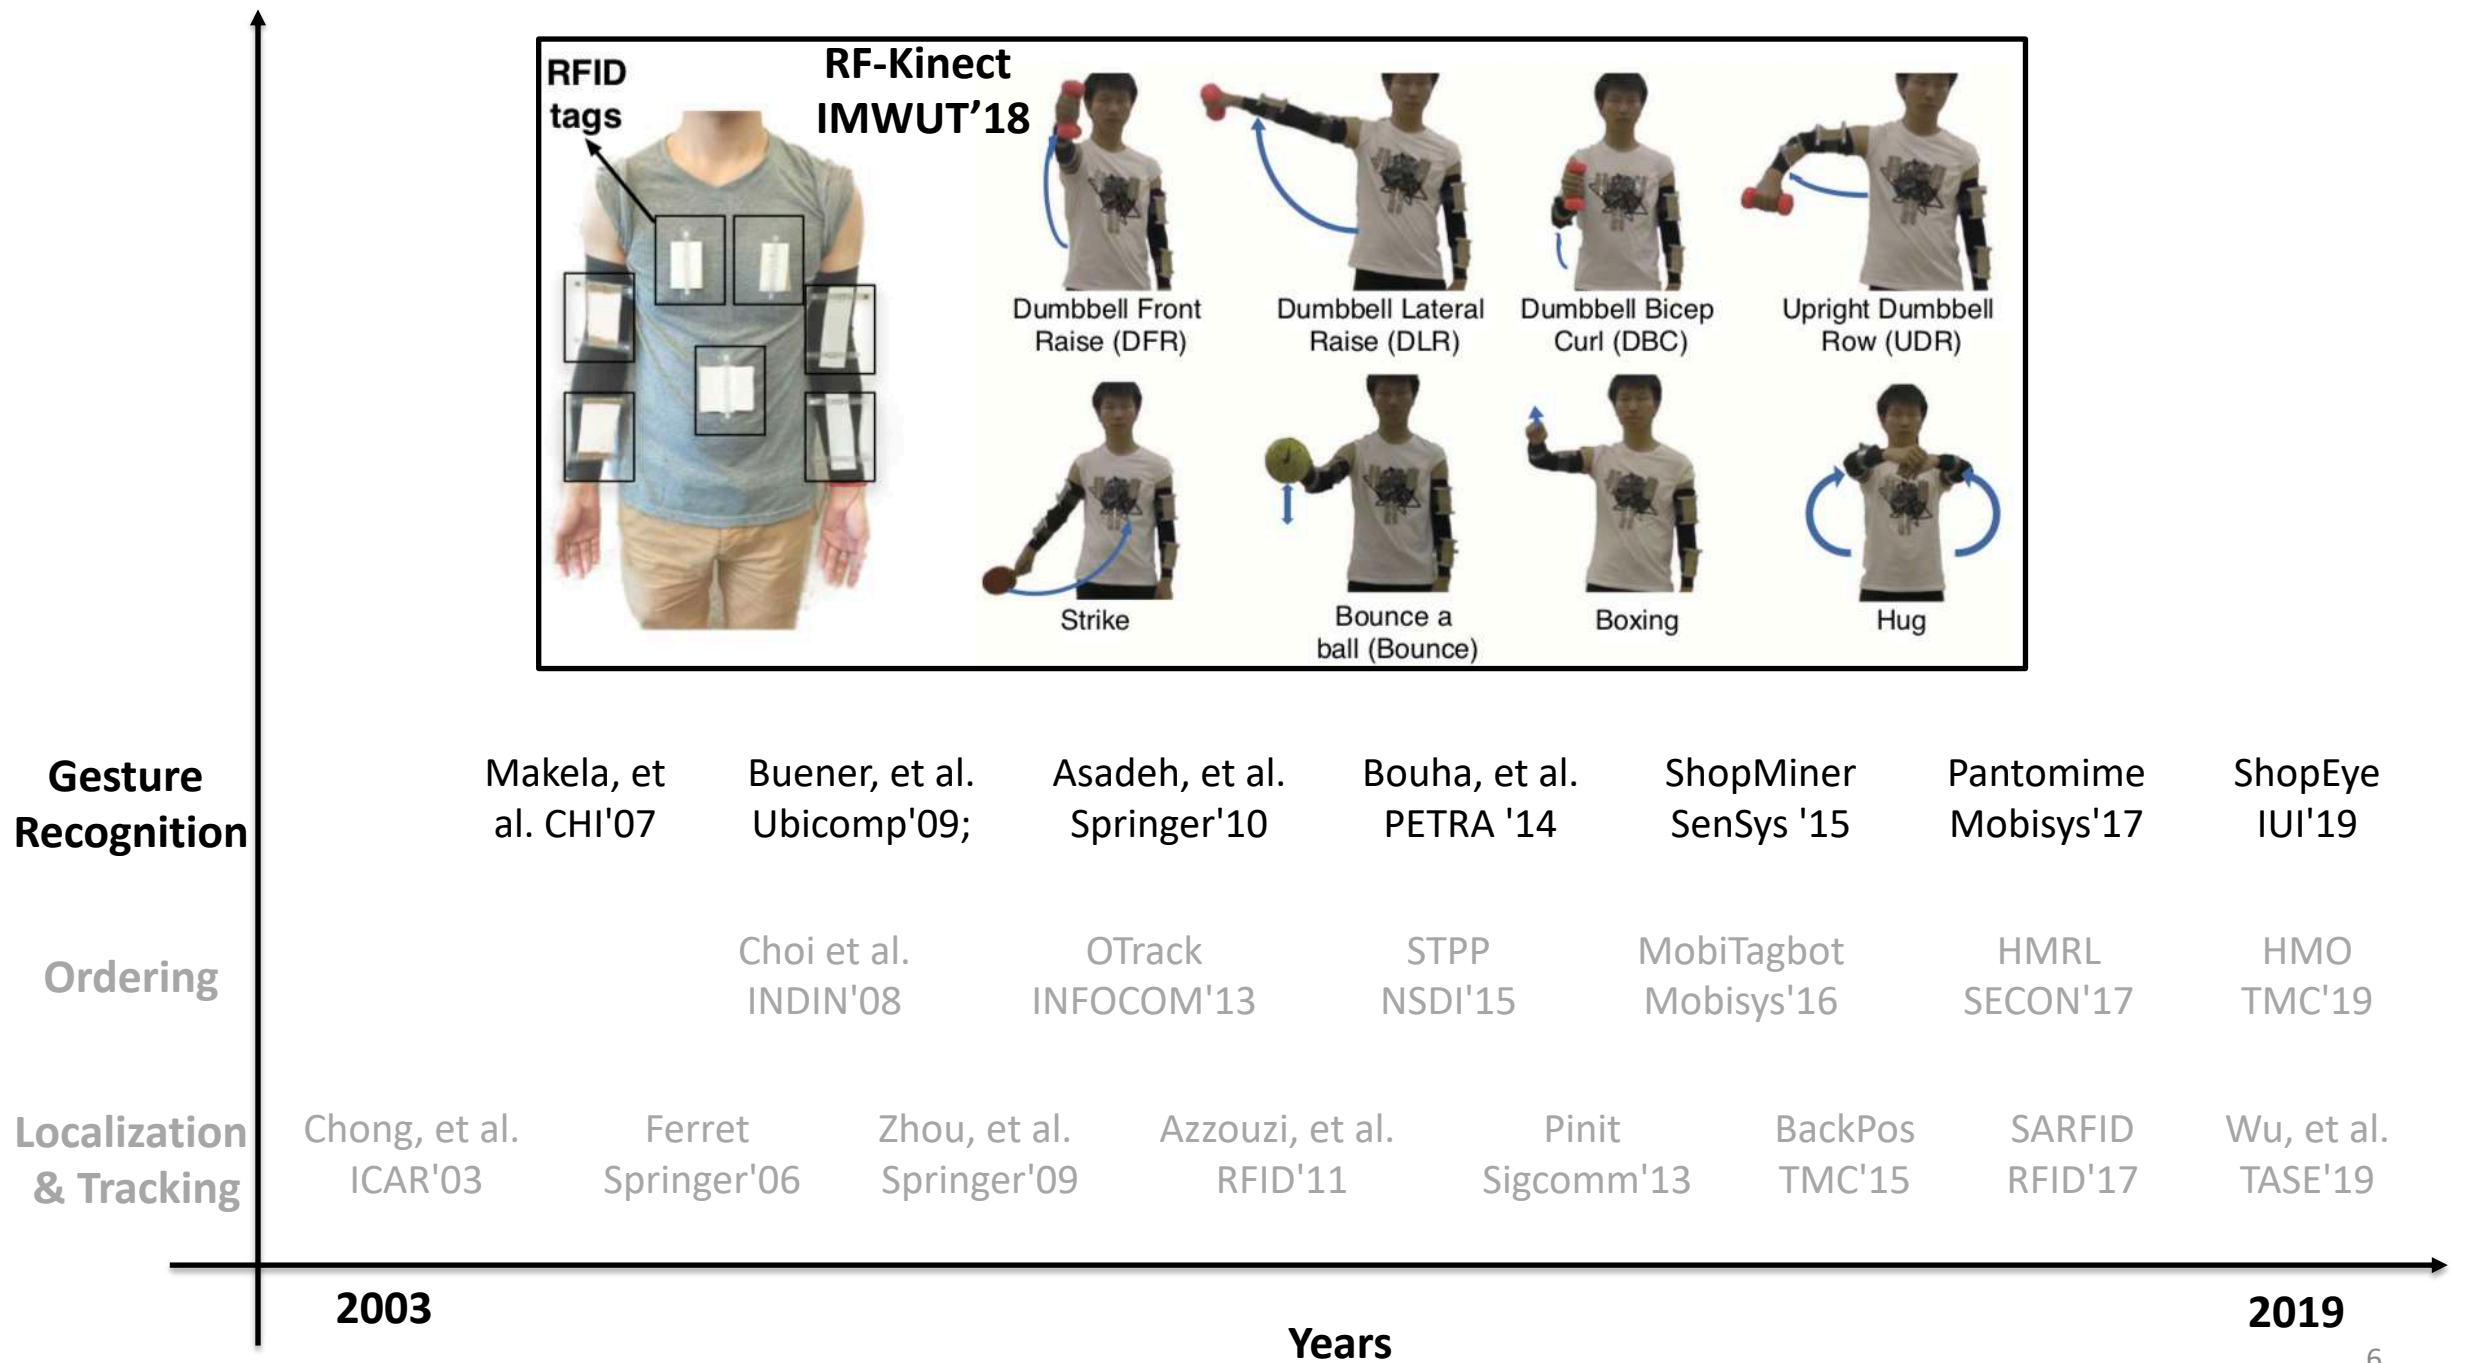 RFID
tags
RF-Kinect
IMWUT’18
Dumbbell Front
Raise (DFR)
Dumbbell Lateral
Raise (DLR)
Dumbbell Bicep
Curl (DBC)
Upright Dumbbell
Row (UDR)
Strike
Bounce a
ball (Bounce)
Boxing
Hug
Gesture
Recognition
Makela, et
al. CHI'07
Buener, et al.
Ubicomp'09;
Asadeh, et al.
Springer'10
Bouha, et al.
PETRA '14
ShopMiner
SenSys '15
Pantomime
Mobisys'17
ShopEye
IUI'19
Ordering
Choi et al.
INDIN'08
OTrack
INFOCOM'13
STPP
NSDI'15
MobiTagbot
Mobisys'16
HMRL
SECON'17
HMO
TMC'19
Localization
& Tracking
Chong, et al.
ICAR'03
Ferret
Springer'06
Zhou, et al.
Springer'09
Azzouzi, et al.
RFID'11
Pinit
Sigcomm'13
BackPos
TMC'15
SARFID
RFID'17
Wu, et al.
TASE'19
2003
2019
Years
6